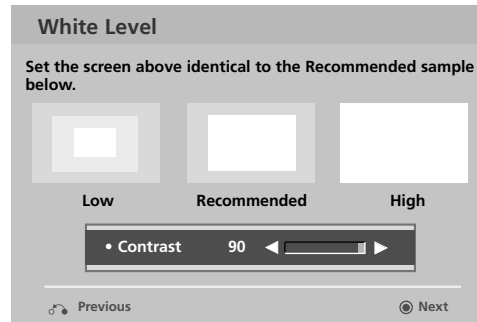 White Level
Set the screen above identical to the Recommended sample
below.
Low Recommended High
• Contrast 90
Previous Next